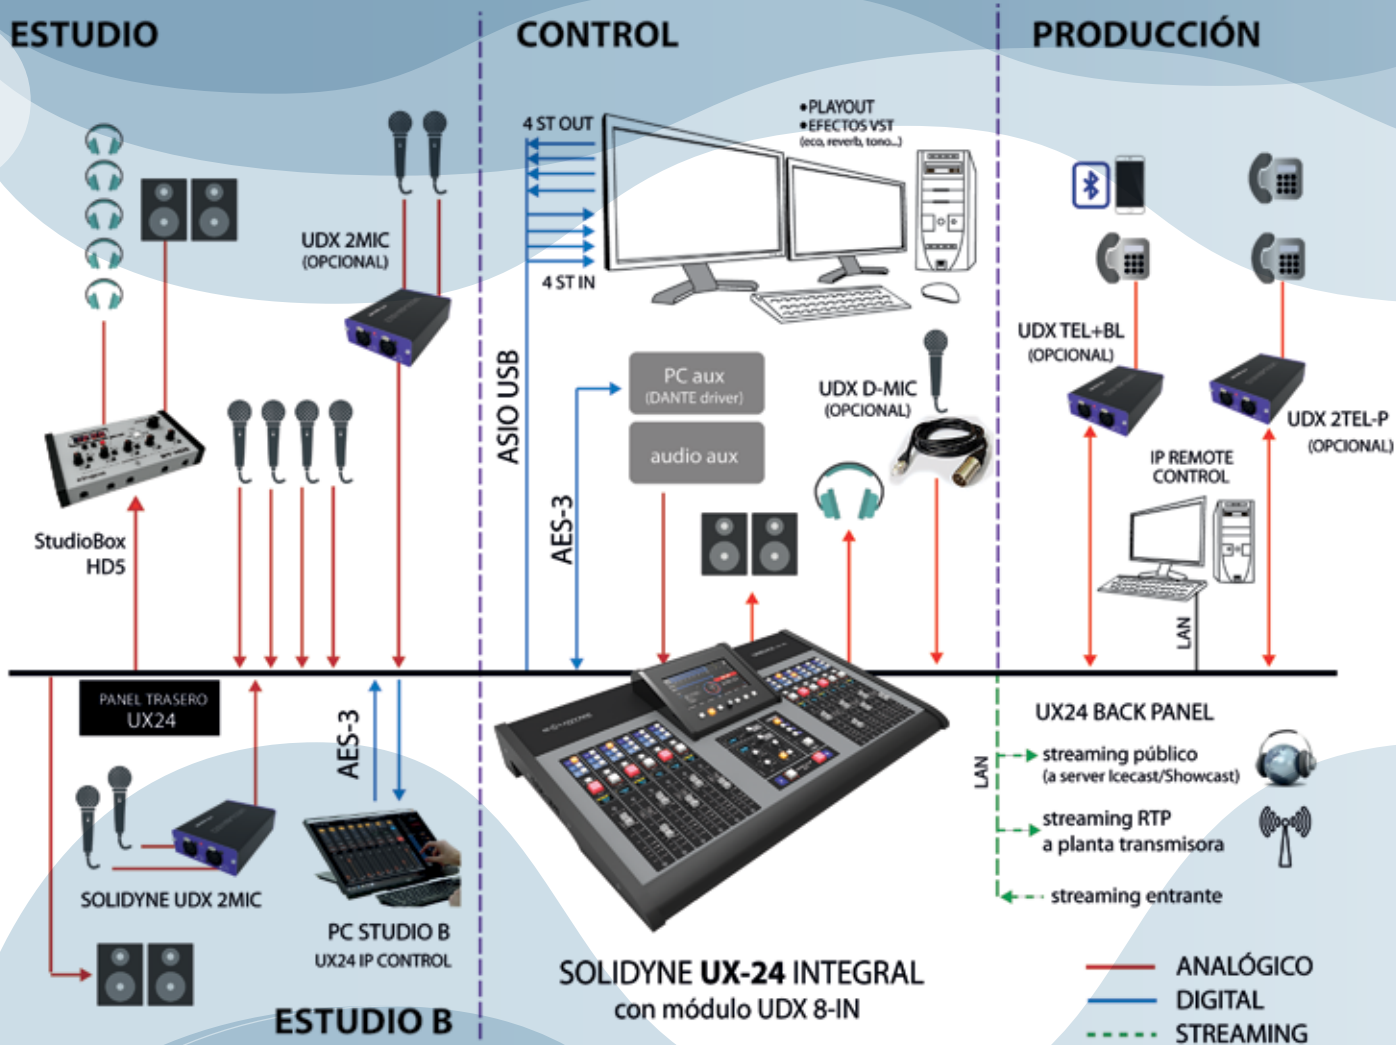 ESTUDIO
CONTROL
PRODUCCIÓN
UDX 2MIC
(OPCIONAL)
StudioBox
HD5
4 ST OUT
4 ST IN
•PLAYOUT
•EFECTOS VST
(eco, reverb, tono...)
ASIO USB
AES-3
PC aux
(DANTE driver)
audio aux
UDX D-MIC
(OPCIONAL)
UDX TEL+BL
(OPCIONAL)
UDX 2TEL-P
(OPCIONAL)
IP REMOTE
CONTROL
LAN
PANEL TRASERO
UX24
AES-3
SOLIDYNE UDX 2MIC
PC STUDIO B
UX24 IP CONTROL
ESTUDIO B
SOLIDYNE UX-24 INTEGRAL
con módulo UDX 8-IN
UX24 BACK PANEL
LAN
streaming público
(a server Icecast/Showcast)
streaming RTP
a planta transmisora
streaming entrante
ANALÓGICO
DIGITAL
STREAMING